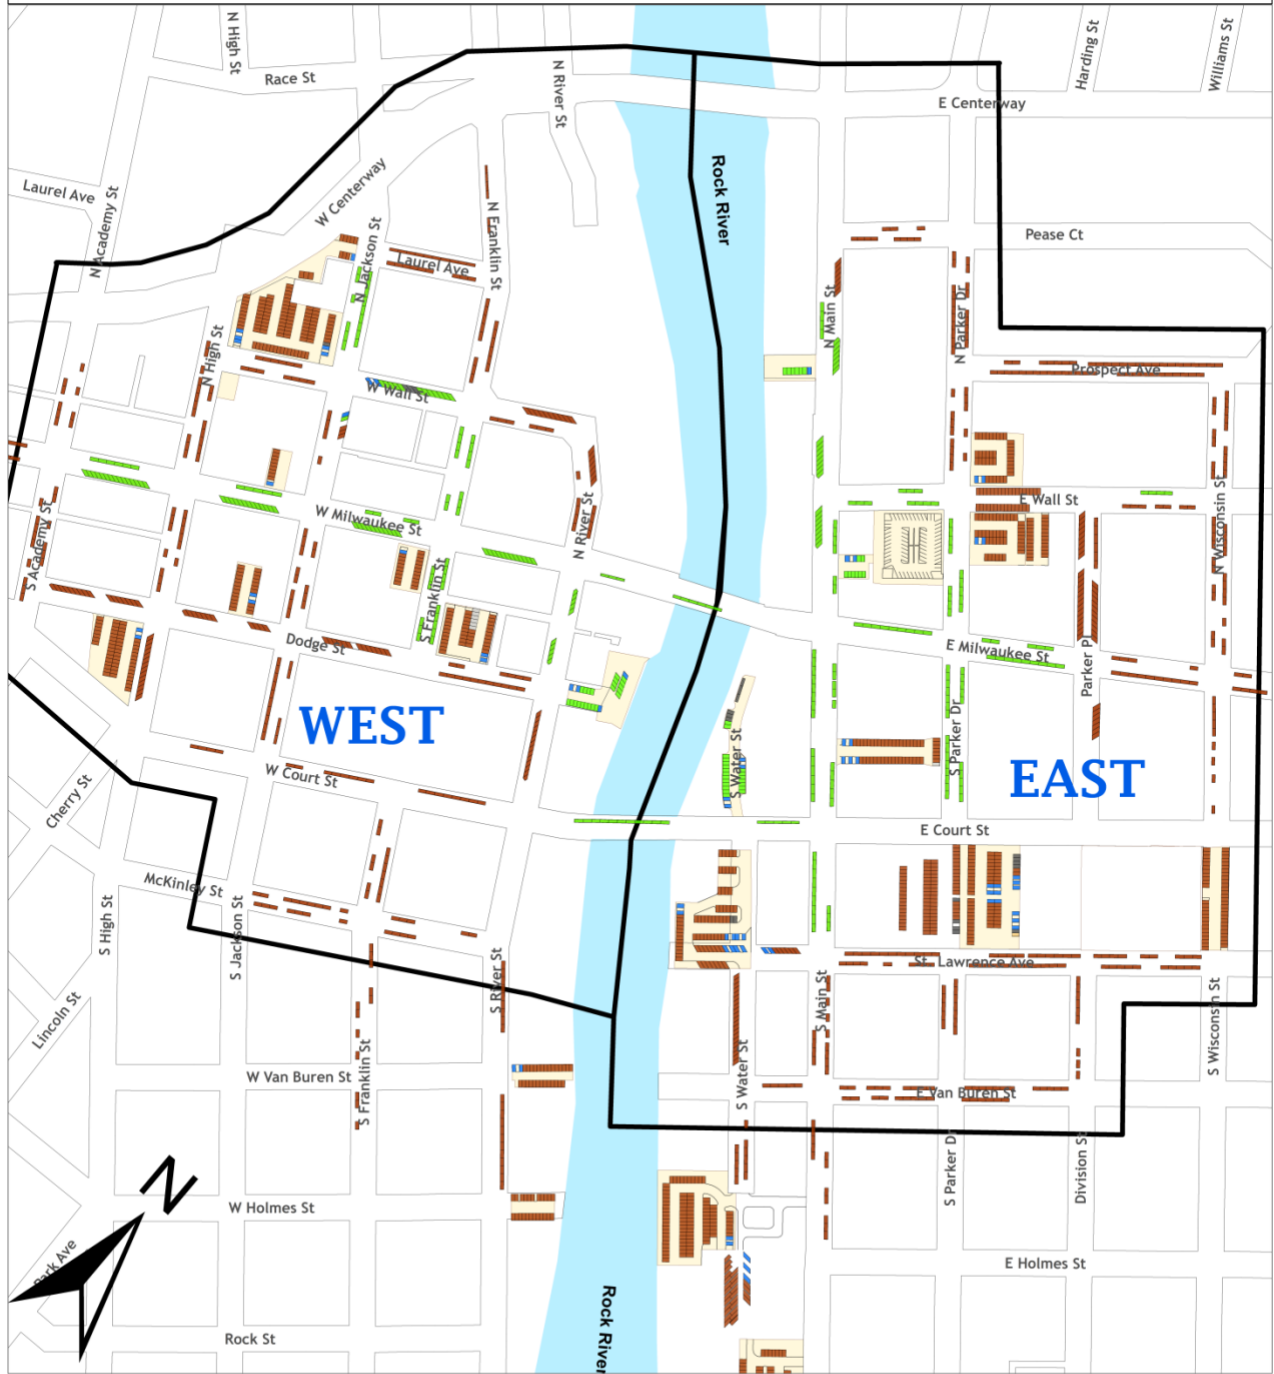 N High St
Race St
N River St
Harding St
Williams St
E Centerway
Laurel Ave
N Academy St
W Centerway
Rock River
Pease Ct
N Jackson St
Laurel Ave
N Franklin St
N Main St
N Parker Dr
N High St
W Wall St
Prospect Ave
E Wall St
W Milwaukee St
N River St
N Wisconsin St
S Academy St
S Franklin St
Dodge St
E Milwaukee St
Parker Pl
WEST
S Water St
S Parker Dr
EAST
W Court St
Cherry St
E Court St
McKinley St
S High St
S Jackson St
S River St
St. Lawrence Ave
Lincoln St
S Main St
S Wisconsin St
W Van Buren St
S Franklin St
S Water St
E Van Buren St
S Parker Dr
Division St
N
W Holmes St
Park Ave
E Holmes St
Rock St
Rock River